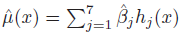 μ̂(x) = ∑_{j=1}^{7} β̂_j h_j(x)